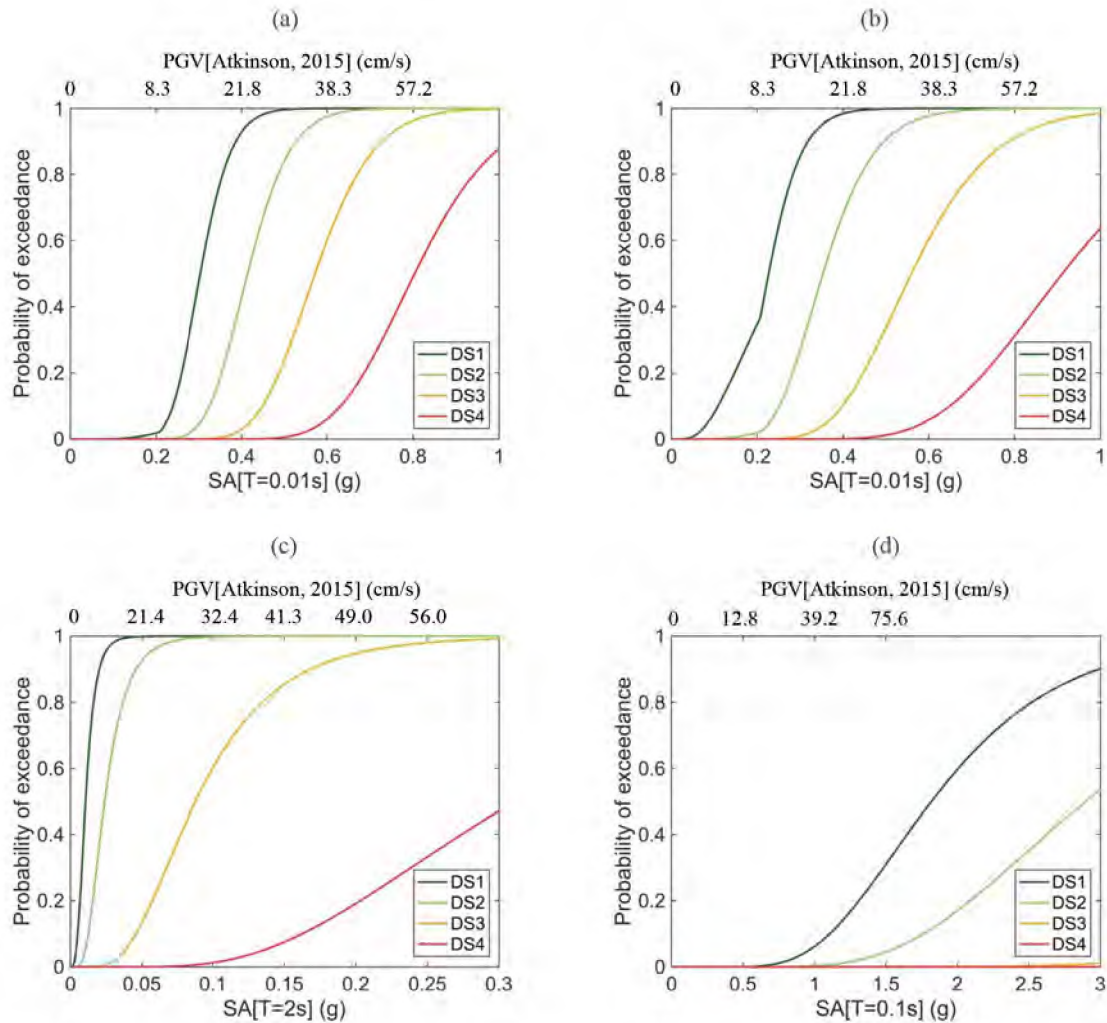 (a)
PGV[Atkinson, 2015] (cm/s)
0 8.3 21.8 38.3 57.2
1
0.8
0.6
0.4
0.2
0
Probability of exceedance
DS1
DS2
DS3
DS4
0 0.2 0.4 0.6 0.8 1
SA[T=0.01s] (g)
(b)
PGV[Atkinson, 2015] (cm/s)
0 8.3 21.8 38.3 57.2
1
0.8
0.6
0.4
0.2
0
Probability of exceedance
DS1
DS2
DS3
DS4
0 0.2 0.4 0.6 0.8 1
SA[T=0.01s] (g)
(c)
PGV[Atkinson, 2015] (cm/s)
0 21.4 32.4 41.3 49.0 56.0
1
0.8
0.6
0.4
0.2
0
Probability of exceedance
DS1
DS2
DS3
DS4
0 0.05 0.1 0.15 0.2 0.25 0.3
SA[T=2s] (g)
(d)
PGV[Atkinson, 2015] (cm/s)
0 12.8 39.2 75.6
1
0.8
0.6
0.4
0.2
0
Probability of exceedance
DS1
DS2
DS3
DS4
0 0.5 1 1.5 2 2.5 3
SA[T=0.1s] (g)